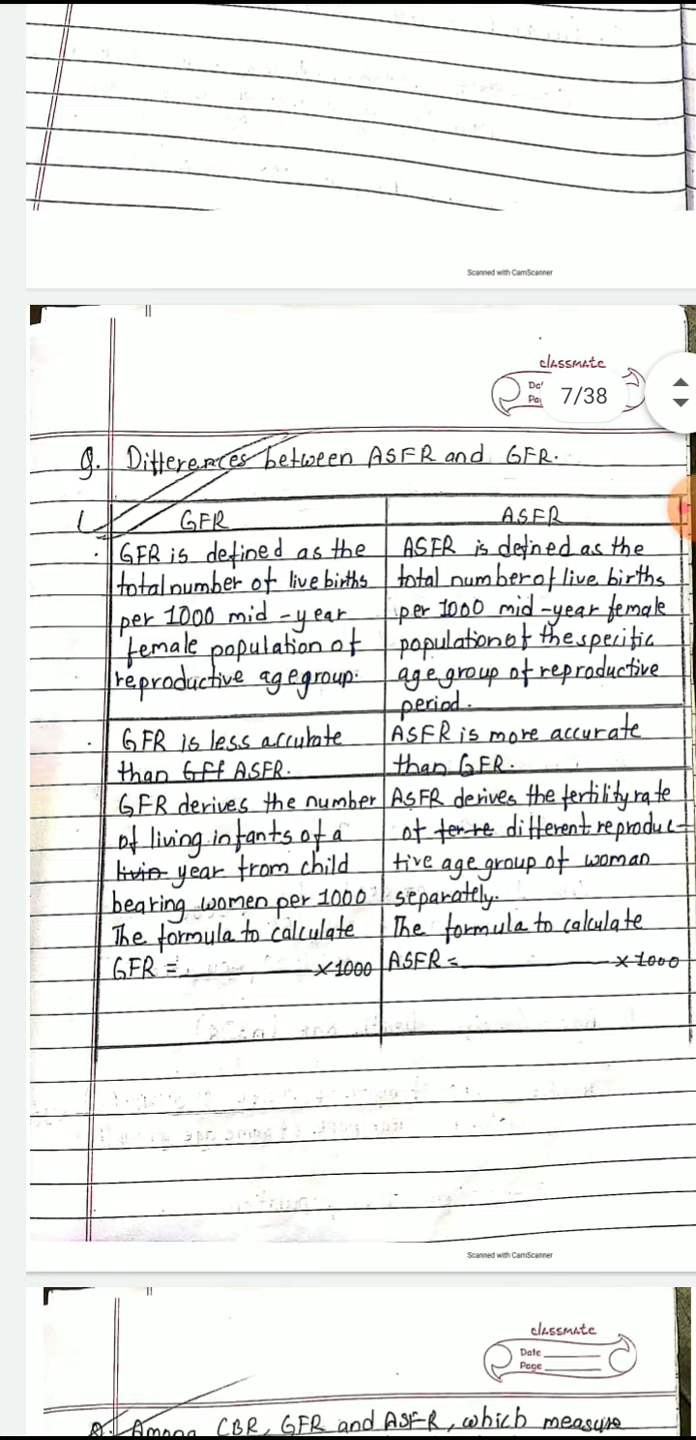 Scanned with CamScanner
classmate
7/38
Q. Differences between ASFR and GFR.
GFR
ASFR
GFR is defined as the
total number of live births
per 1000 mid-year
female population of
reproductive age group.
ASFR is defined as the
total number of live births
per 1000 mid-year female
population of the specific
age group of reproductive
period.
GFR is less accurate
than Gff ASFR.
ASFR is more accurate
than GFR.
GFR derives the number
of living infants of a
livin year from child
bearing women per 1000
The formula to calculate
GFR = ______ x1000
ASFR derives the fertility rate
of fer-re different reproduc-
tive age group of woman
separately.
The formula to calculate
ASFR = ______ x1000
Scanned with CamScanner
classmate
Date
Page
Q. Among CBR, GFR and ASFR, which measure